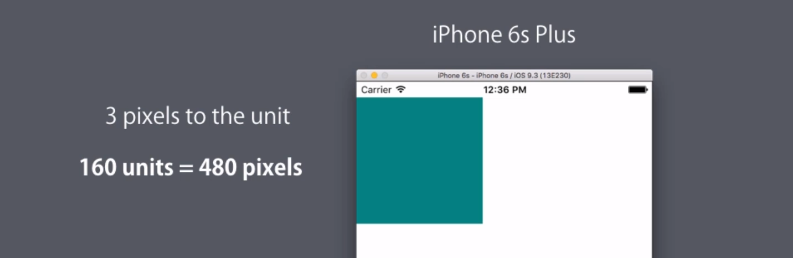 iPhone 6s Plus
iPhone 6s - iPhone 6s / iOS 9.3 (13E230)
Carrier 12:36 PM
3 pixels to the unit
160 units = 480 pixels